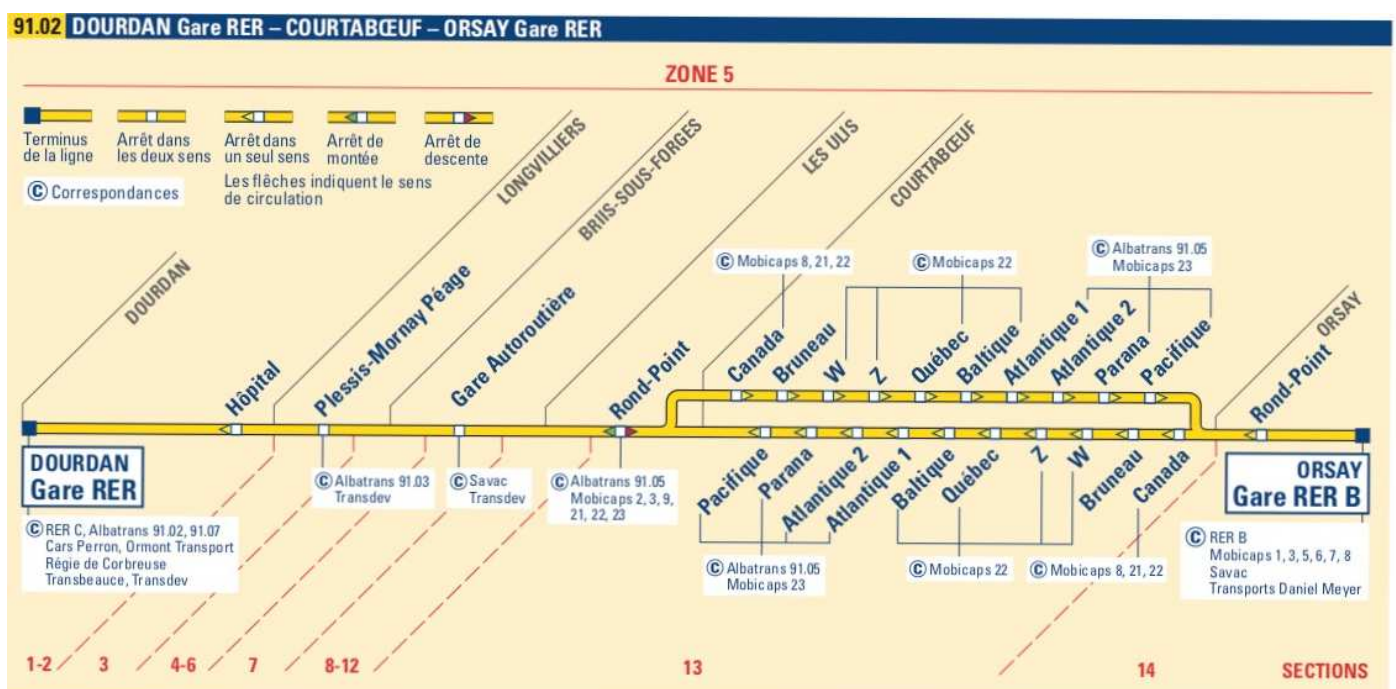 91.02 DOURDAN Gare RER – COURTABŒUF – ORSAY Gare RER
ZONE 5
Terminus
de la ligne
Arrêt dans
les deux sens
Arrêt dans
un seul sens
Arrêt de
montée
Arrêt de
descente
Les flèches indiquent le sens
de circulation
C Correspondances
DOURDAN
LONGVILLIERS
BRIIS-SOUS-FORGES
LES ULIS
COURTABŒUF
ORSAY
C Mobicaps 8, 21, 22
C Mobicaps 22
C Albatrans 91.05
Mobicaps 23
Hôpital
Plessis-Mornay Péage
Gare Autoroutière
Rond-Point
Canada
Bruneau
W
Z
Québec
Baltique
Atlantique 1
Atlantique 2
Parana
Pacifique
Rond-Point
DOURDAN
Gare RER
C RER C, Albatrans 91.02, 91.07
Cars Perron, Ormont Transport
Régie de Corbreuse
Transbeauce, Transdev
C Albatrans 91.03
Transdev
C Savac
Transdev
C Albatrans 91.05
Mobicaps 2, 3, 9,
21, 22, 23
Pacifique
Parana
Atlantique 2
Atlantique 1
Baltique
Québec
Z
W
Bruneau
Canada
C Albatrans 91.05
Mobicaps 23
C Mobicaps 22
C Mobicaps 8, 21, 22
ORSAY
Gare RER B
C RER B
Mobicaps 1, 3, 5, 6, 7, 8
Savac
Transports Daniel Meyer
1-2 3 4-6 7 8-12 13 14 SECTIONS